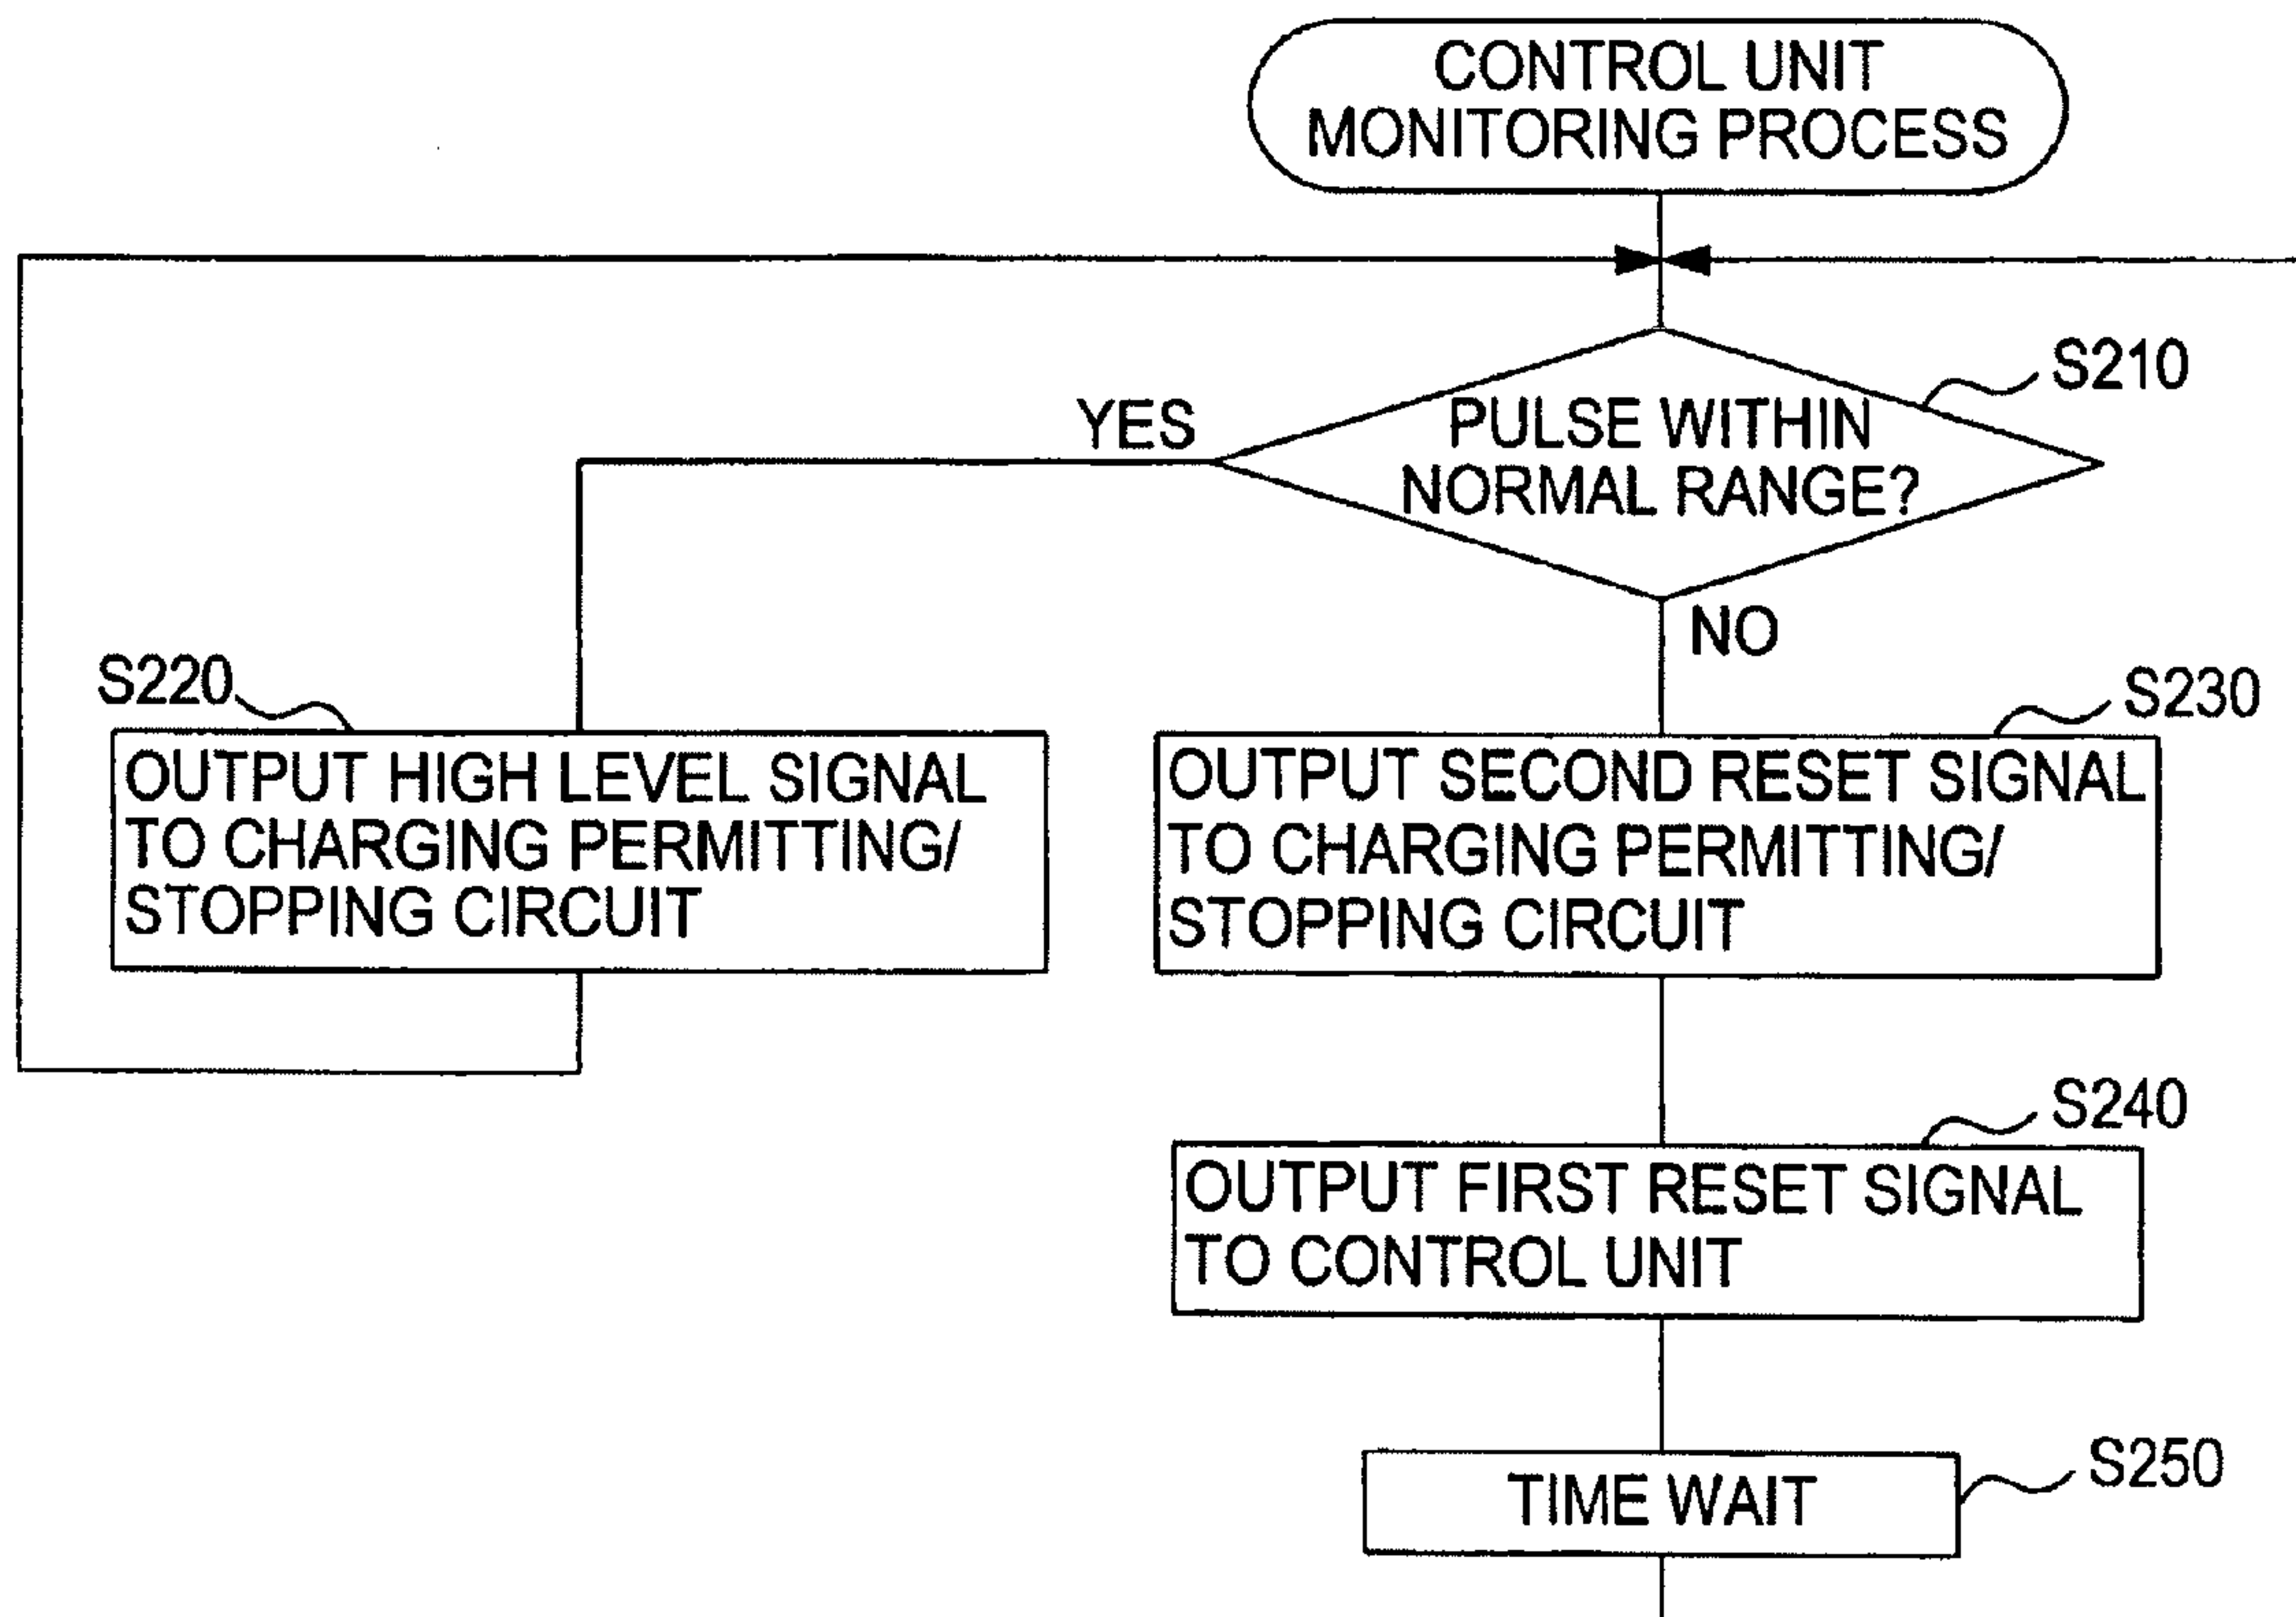 CONTROL UNIT
MONITORING PROCESS
S210
PULSE WITHIN
NORMAL RANGE?
YES
NO
S220
OUTPUT HIGH LEVEL SIGNAL
TO CHARGING PERMITTING/
STOPPING CIRCUIT
S230
OUTPUT SECOND RESET SIGNAL
TO CHARGING PERMITTING/
STOPPING CIRCUIT
S240
OUTPUT FIRST RESET SIGNAL
TO CONTROL UNIT
S250
TIME WAIT